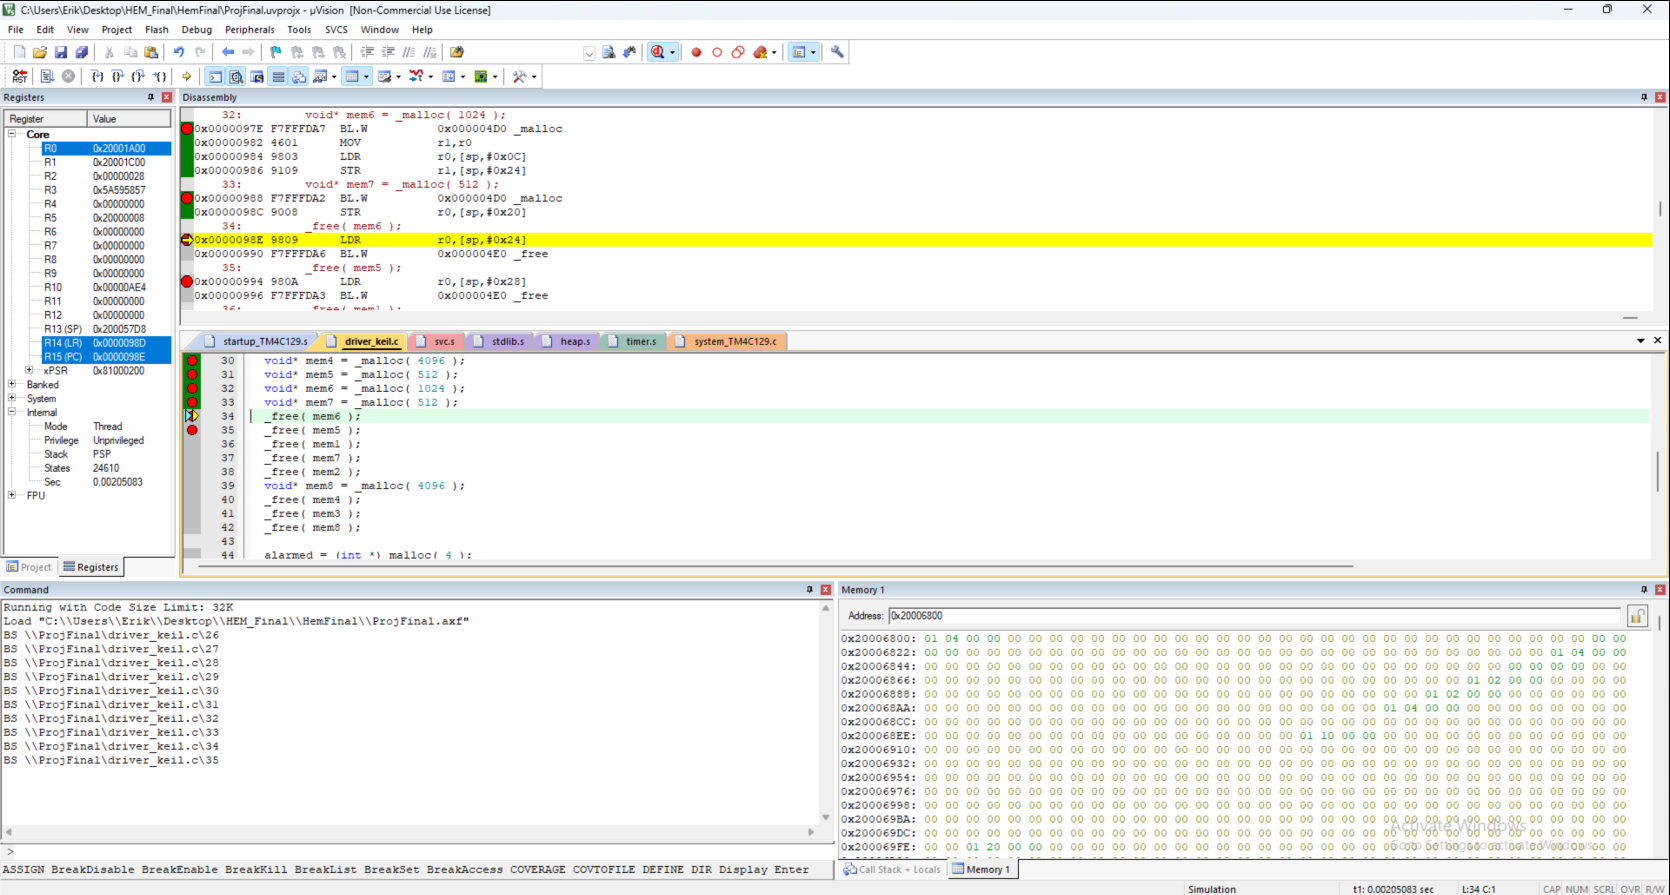 C:\Users\Erik\Desktop\HEM_Final\HemFinal\ProjFinal.uvprojx - µVision [Non-Commercial Use License]
File Edit View Project Flash Debug Peripherals Tools SVCS Window Help
Registers
Register Value
Core
R0 0x20001A00
R1 0x20001C00
R2 0x00000028
R3 0x5A595857
R4 0x00000000
R5 0x20000008
R6 0x00000000
R7 0x00000000
R8 0x00000000
R9 0x00000000
R10 0x00000AE4
R11 0x00000000
R12 0x00000000
R13 (SP) 0x200057D8
R14 (LR) 0x0000098D
R15 (PC) 0x0000098E
xPSR 0x81000200
Banked
System
Internal
Mode Thread
Privilege Unprivileged
Stack PSP
States 24610
Sec 0.00205083
FPU
Project Registers
Disassembly
32: void* mem6 = _malloc( 1024 );
0x0000097E F7FFFDA7 BL.W 0x000004D0 _malloc
0x00000982 4601 MOV r1,r0
0x00000984 9803 LDR r0,[sp,#0x0C]
0x00000986 9109 STR r1,[sp,#0x24]
33: void* mem7 = _malloc( 512 );
0x00000988 F7FFFDA2 BL.W 0x000004D0 _malloc
0x0000098C 9008 STR r0,[sp,#0x20]
34: _free( mem6 );
0x0000098E 9809 LDR r0,[sp,#0x24]
0x00000990 F7FFFDA6 BL.W 0x000004E0 _free
35: _free( mem5 );
0x00000994 980A LDR r0,[sp,#0x28]
0x00000996 F7FFFDA3 BL.W 0x000004E0 _free
36: _free( mem1 );
startup_TM4C129.s driver_keil.c svc.s stdlib.s heap.s timer.s system_TM4C129.c
30 void* mem4 = _malloc( 4096 );
31 void* mem5 = _malloc( 512 );
32 void* mem6 = _malloc( 1024 );
33 void* mem7 = _malloc( 512 );
34 _free( mem6 );
35 _free( mem5 );
36 _free( mem1 );
37 _free( mem7 );
38 _free( mem2 );
39 void* mem8 = _malloc( 4096 );
40 _free( mem4 );
41 _free( mem3 );
42 _free( mem8 );
43
44 alarmed = (int *) malloc( 4 );
Command
Running with Code Size Limit: 32K
Load "C:\\Users\\Erik\\Desktop\\HEM_Final\\HemFinal\\ProjFinal.axf"
BS \\ProjFinal\driver_keil.c\26
BS \\ProjFinal\driver_keil.c\27
BS \\ProjFinal\driver_keil.c\28
BS \\ProjFinal\driver_keil.c\29
BS \\ProjFinal\driver_keil.c\30
BS \\ProjFinal\driver_keil.c\31
BS \\ProjFinal\driver_keil.c\32
BS \\ProjFinal\driver_keil.c\33
BS \\ProjFinal\driver_keil.c\34
BS \\ProjFinal\driver_keil.c\35
>
ASSIGN BreakDisable BreakEnable BreakKill BreakList BreakSet BreakAccess COVERAGE COVTOFILE DEFINE DIR Display Enter
Memory 1
Address: 0x20006800
0x20006800: 01 04 00 00 00 00 00 00 00 00 00 00 00 00 00 00 00 00 00 00 00 00 00 00 00 00 00 00 00 00 00 00 00 00
0x20006822: 00 00 00 00 00 00 00 00 00 00 00 00 00 00 00 00 00 00 00 00 00 00 00 00 00 00 00 00 00 00 01 04 00 00
0x20006844: 00 00 00 00 00 00 00 00 00 00 00 00 00 00 00 00 00 00 00 00 00 00 00 00 00 00 00 00 00 00 00 00 00 00
0x20006866: 00 00 00 00 00 00 00 00 00 00 00 00 00 00 00 00 00 00 00 00 00 00 00 00 00 00 01 02 00 00 00 00 00 00
0x20006888: 00 00 00 00 00 00 00 00 00 00 00 00 00 00 00 00 00 00 00 00 00 00 00 00 01 02 00 00 00 00 00 00 00 00
0x200068AA: 00 00 00 00 00 00 00 00 00 00 00 00 00 00 00 00 00 00 00 00 00 00 01 04 00 00 00 00 00 00 00 00 00 00
0x200068CC: 00 00 00 00 00 00 00 00 00 00 00 00 00 00 00 00 00 00 00 00 00 00 00 00 00 00 00 00 00 00 00 00 00 00
0x200068EE: 00 00 00 00 00 00 00 00 00 00 00 00 00 00 00 00 00 00 01 10 00 00 00 00 00 00 00 00 00 00 00 00 00 00
0x20006910: 00 00 00 00 00 00 00 00 00 00 00 00 00 00 00 00 00 00 00 00 00 00 00 00 00 00 00 00 00 00 00 00 00 00
0x20006932: 00 00 00 00 00 00 00 00 00 00 00 00 00 00 00 00 00 00 00 00 00 00 00 00 00 00 00 00 00 00 00 00 00 00
0x20006954: 00 00 00 00 00 00 00 00 00 00 00 00 00 00 00 00 00 00 00 00 00 00 00 00 00 00 00 00 00 00 00 00 00 00
0x20006976: 00 00 00 00 00 00 00 00 00 00 00 00 00 00 00 00 00 00 00 00 00 00 00 00 00 00 00 00 00 00 00 00 00 00
0x20006998: 00 00 00 00 00 00 00 00 00 00 00 00 00 00 00 00 00 00 00 00 00 00 00 00 00 00 00 00 00 00 00 00 00 00
0x200069BA: 00 00 00 00 00 00 00 00 00 00 00 00 00 00 00 00 00 00 00 00 00 00 00 00 00 00 00 00 00 00 00 00 00 00
0x200069DC: 00 00 00 00 00 00 00 00 00 00 00 00 00 00 00 00 00 00 00 00 00 00 00 00 00 00 00 00 00 00 00 00 00 00
0x200069FE: 00 00 01 20 00 00 00 00 00 00 00 00 00 00 00 00 00 00 00 00 00 00 00 00 00 00 00 00 00 00 00 00 00 00
Activate Windows
Go to Settings to activate Windows.
Call Stack + Locals Memory 1
Simulation t1: 0.00205083 sec L:34 C:1 CAP NUM SCRL OVR R/W